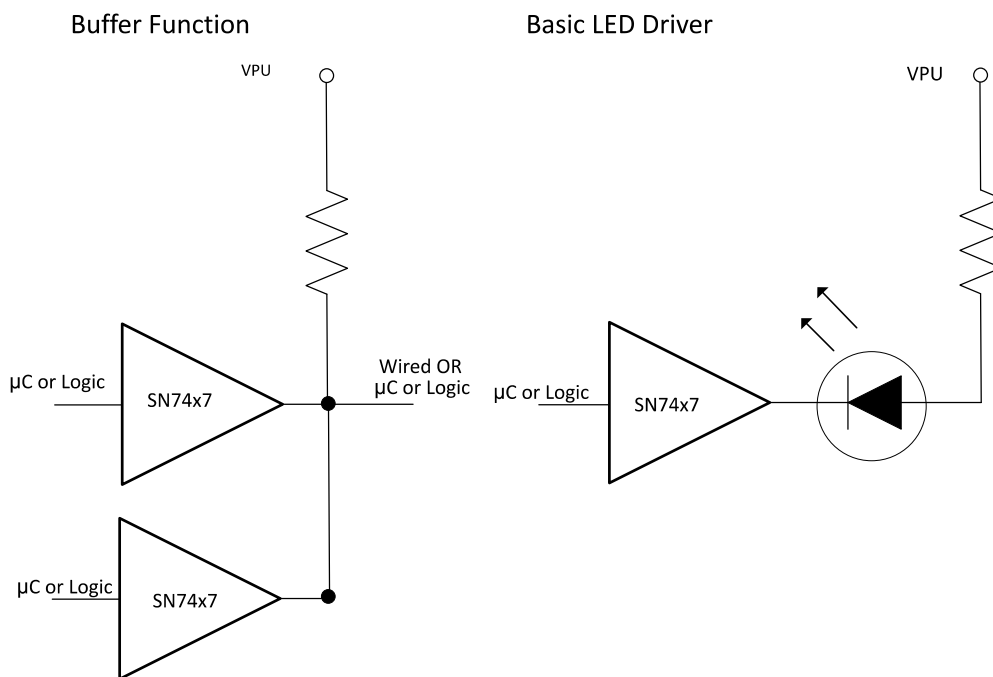 Buffer Function
VPU
µC or Logic
SN74x7
Wired OR
µC or Logic
µC or Logic
SN74x7
Basic LED Driver
VPU
µC or Logic
SN74x7